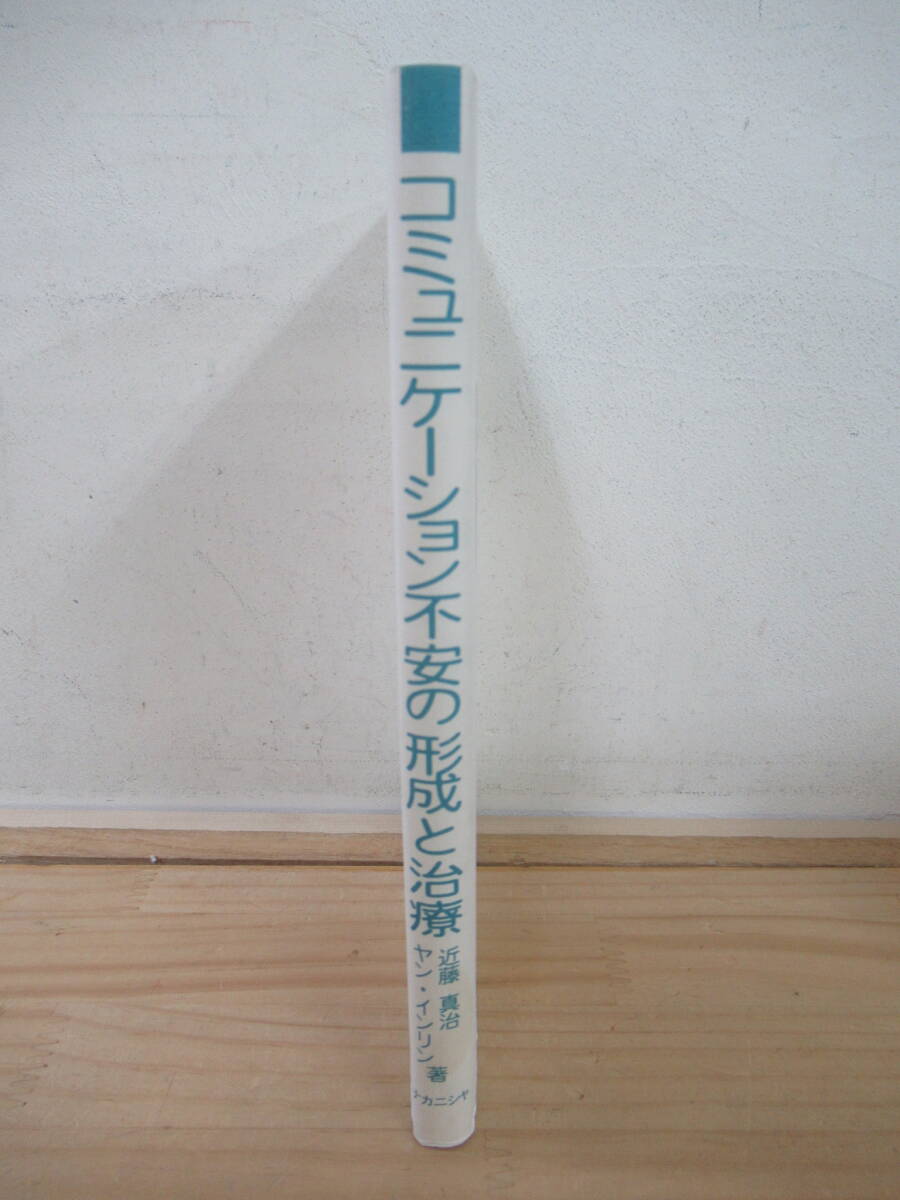 コミュニケーション不安の形成と治療
近藤 真治
ヤン・インリン
著
ナカニシヤ